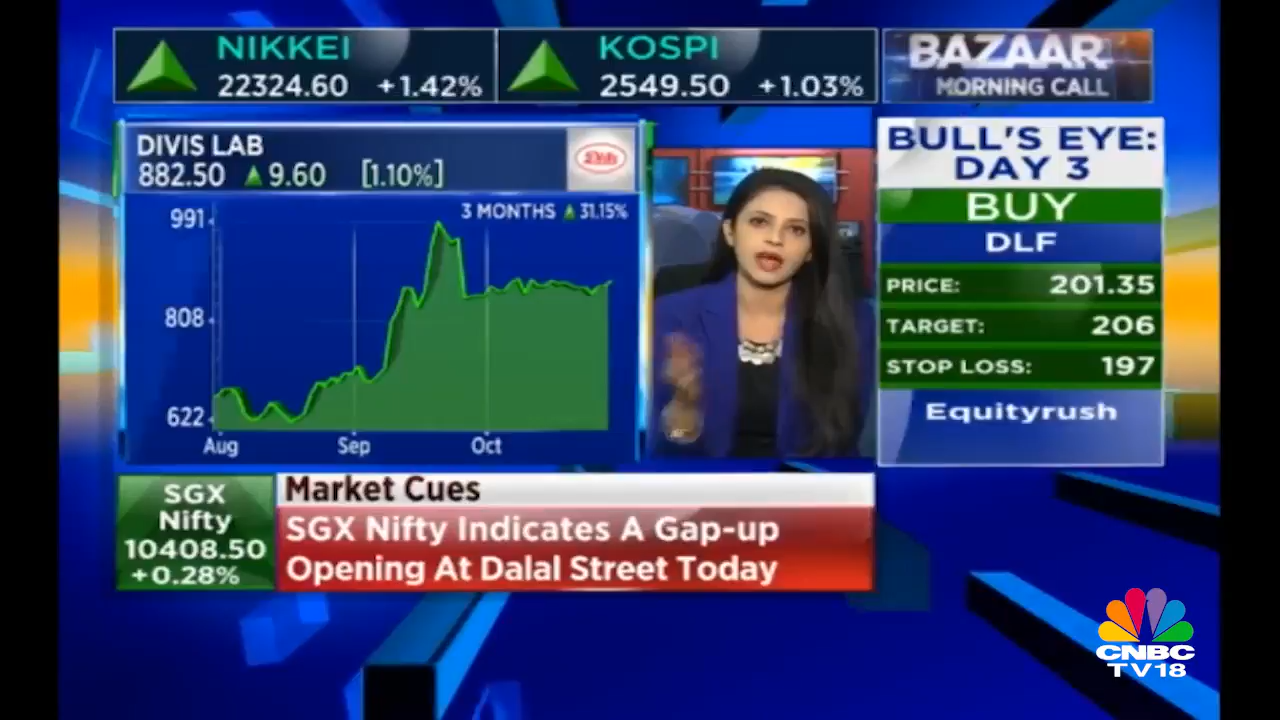 NIKKEI
22324.60 +1.42%
KOSPI
2549.50 +1.03%
BAZAAR
MORNING CALL
DIVIS LAB
882.50 9.60 [1.10%]
Divis
3 MONTHS 31.15%
991
808
622
Aug Sep Oct
BULL'S EYE:
DAY 3
BUY
DLF
PRICE: 201.35
TARGET: 206
STOP LOSS: 197
Equityrush
SGX
Nifty
10408.50
+0.28%
Market Cues
SGX Nifty Indicates A Gap-up
Opening At Dalal Street Today
CNBC
TV18